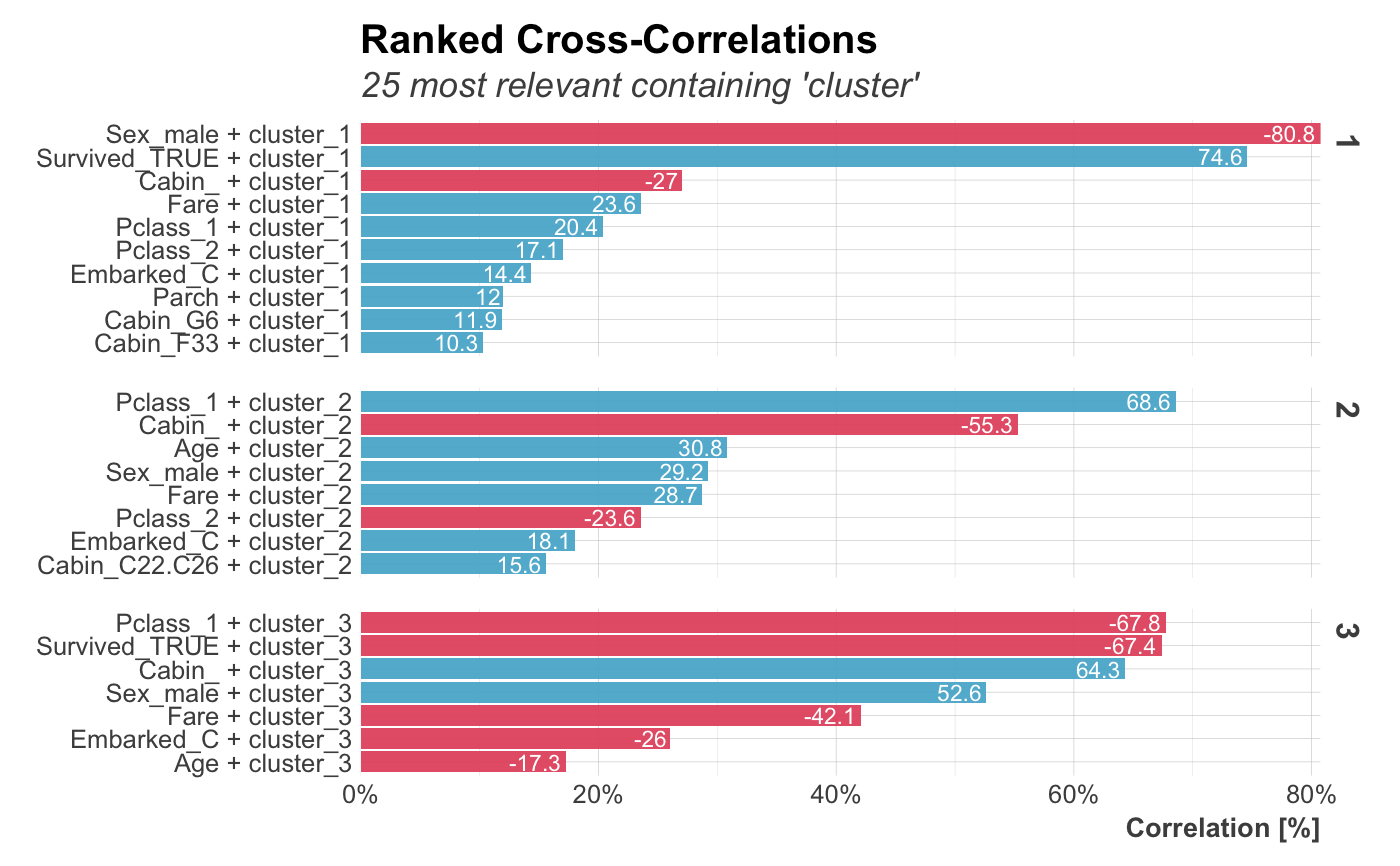 Ranked Cross-Correlations
25 most relevant containing 'cluster'
1
Sex_male + cluster_1 -80.8
Survived_TRUE + cluster_1 74.6
Cabin_ + cluster_1 -27
Fare + cluster_1 23.6
Pclass_1 + cluster_1 20.4
Pclass_2 + cluster_1 17.1
Embarked_C + cluster_1 14.4
Parch + cluster_1 12
Cabin_G6 + cluster_1 11.9
Cabin_F33 + cluster_1 10.3
2
Pclass_1 + cluster_2 68.6
Cabin_ + cluster_2 -55.3
Age + cluster_2 30.8
Sex_male + cluster_2 29.2
Fare + cluster_2 28.7
Pclass_2 + cluster_2 -23.6
Embarked_C + cluster_2 18.1
Cabin_C22.C26 + cluster_2 15.6
3
Pclass_1 + cluster_3 -67.8
Survived_TRUE + cluster_3 -67.4
Cabin_ + cluster_3 64.3
Sex_male + cluster_3 52.6
Fare + cluster_3 -42.1
Embarked_C + cluster_3 -26
Age + cluster_3 -17.3
0% 20% 40% 60% 80%
Correlation [%]